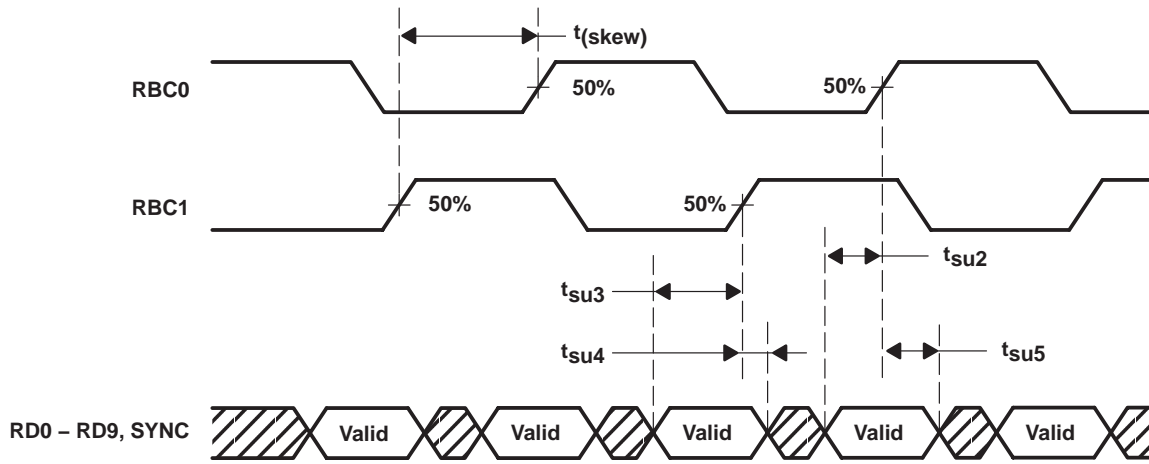 t(skew)
RBC0
50%
50%
RBC1
50%
50%
tsu2
tsu3
tsu4
tsu5
RD0 – RD9, SYNC
Valid
Valid
Valid
Valid
Valid